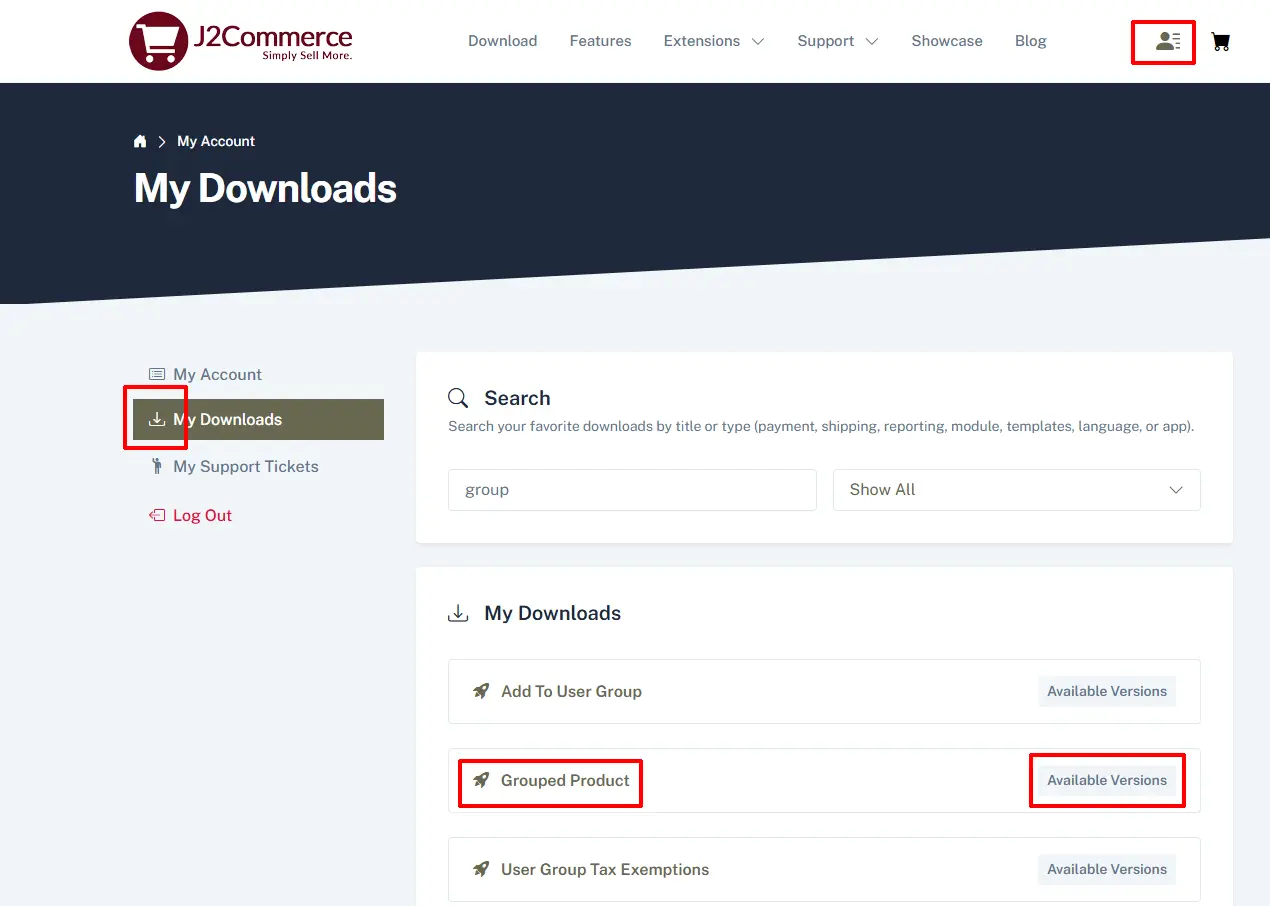 J2Commerce
Simply Sell More.
Download Features Extensions Support Showcase Blog
My Account
My Downloads
My Account
My Downloads
My Support Tickets
Log Out
Search
Search your favorite downloads by title or type (payment, shipping, reporting, module, templates, language, or app).
group Show All
My Downloads
Add To User Group Available Versions
Grouped Product Available Versions
User Group Tax Exemptions Available Versions